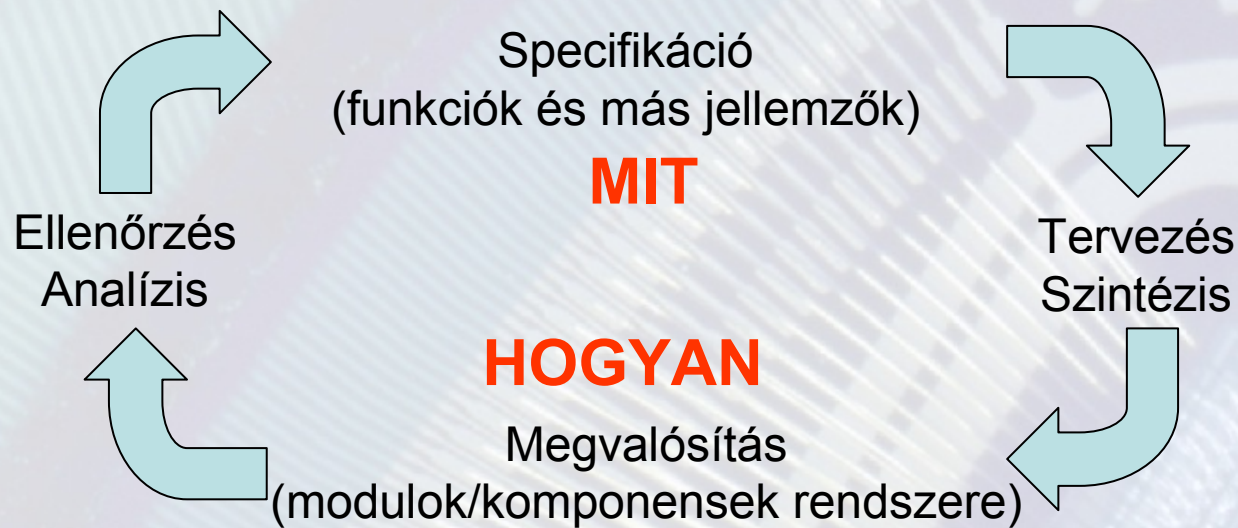 Specifikáció
(funkciók és más jellemzők)
MIT
Ellenőrzés
Analízis
Tervezés
Szintézis
HOGYAN
Megvalósítás
(modulok/komponensek rendszere)